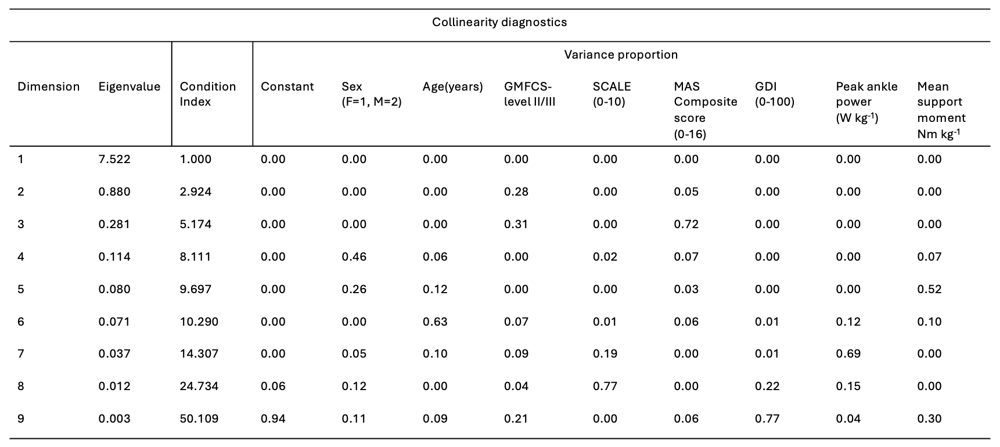 Collinearity diagnostics
Variance proportion
Dimension Eigenvalue Condition Constant Sex Age(years) GMFCS- SCALE MAS GDI Peak ankle Mean
Index (F=1, M=2) level II/III (0-10) Composite (0-100) power support
score (W kg-1) moment
(0-16) Nm kg-1
1 7.522 1.000 0.00 0.00 0.00 0.00 0.00 0.00 0.00 0.00 0.00
2 0.880 2.924 0.00 0.00 0.00 0.28 0.00 0.05 0.00 0.00 0.00
3 0.281 5.174 0.00 0.00 0.00 0.31 0.00 0.72 0.00 0.00 0.00
4 0.114 8.111 0.00 0.46 0.06 0.00 0.02 0.07 0.00 0.00 0.07
5 0.080 9.697 0.00 0.26 0.12 0.00 0.00 0.03 0.00 0.00 0.52
6 0.071 10.290 0.00 0.00 0.63 0.07 0.01 0.06 0.01 0.12 0.10
7 0.037 14.307 0.00 0.05 0.10 0.09 0.19 0.00 0.01 0.69 0.00
8 0.012 24.734 0.06 0.12 0.00 0.04 0.77 0.00 0.22 0.15 0.00
9 0.003 50.109 0.94 0.11 0.09 0.21 0.00 0.06 0.77 0.04 0.30